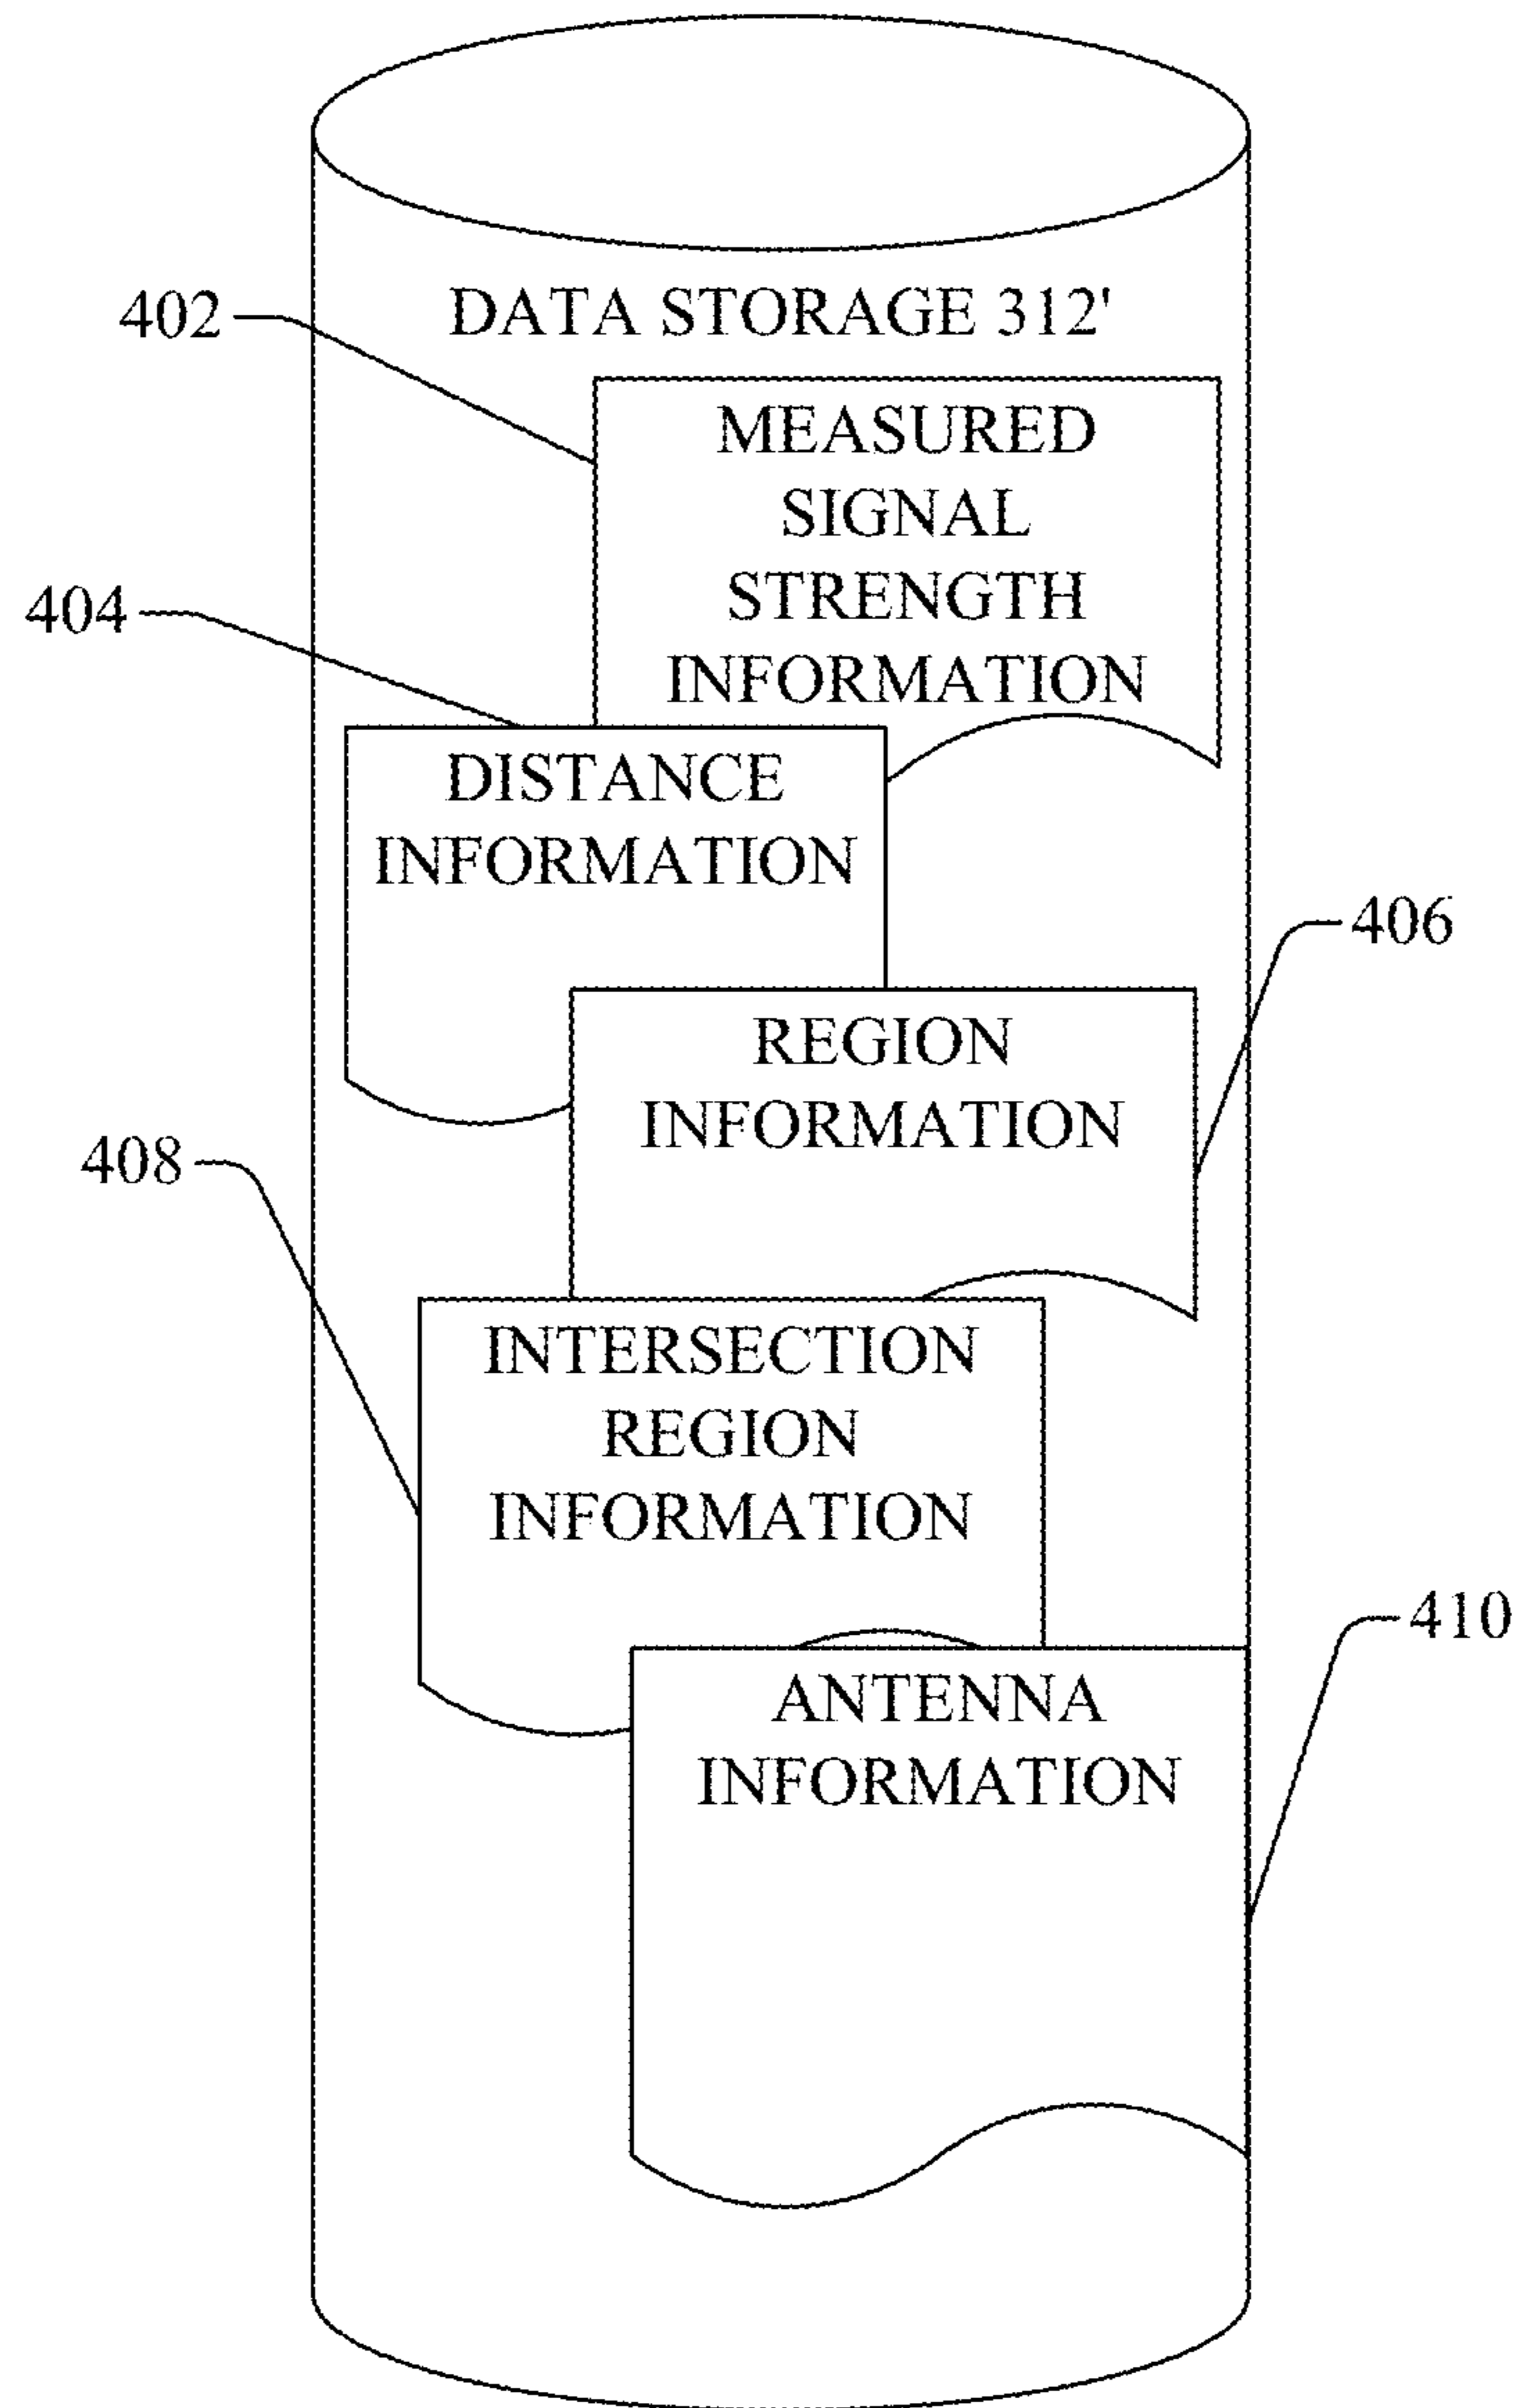 DATA STORAGE 312'
402
MEASURED
SIGNAL
STRENGTH
INFORMATION
404
DISTANCE
INFORMATION
406
REGION
INFORMATION
408
INTERSECTION
REGION
INFORMATION
410
ANTENNA
INFORMATION